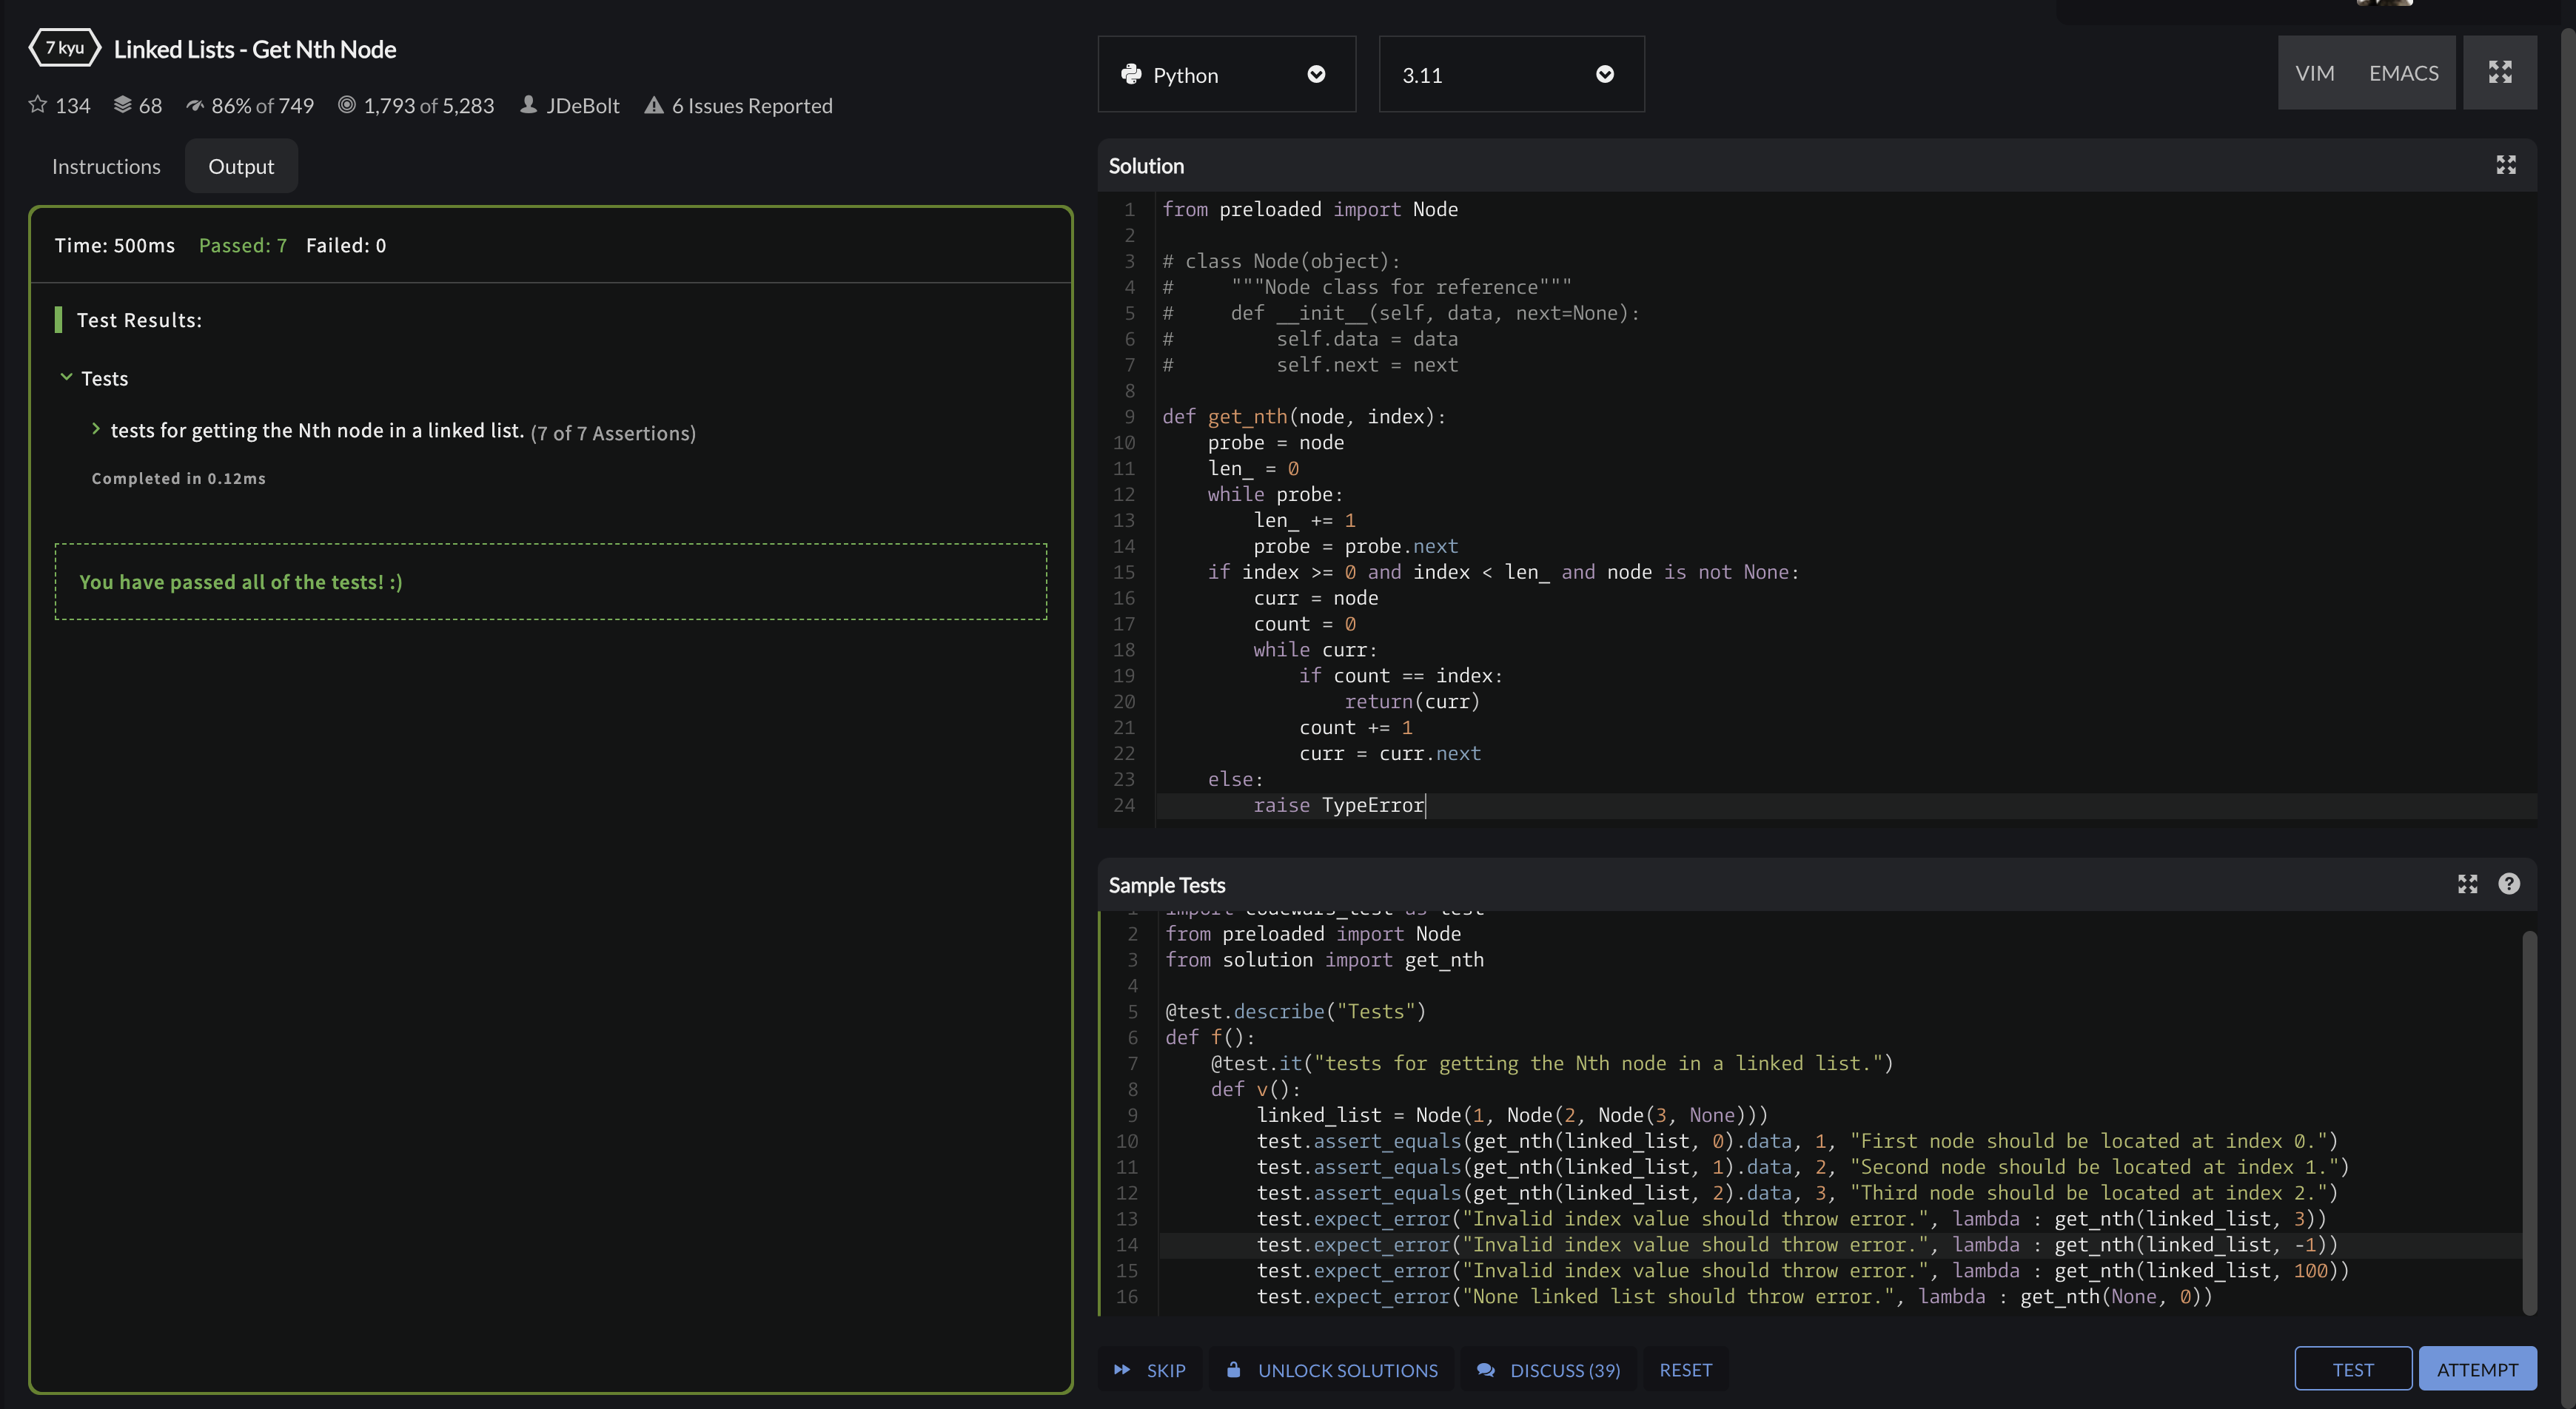 7 kyu Linked Lists - Get Nth Node
134 68 86% of 749 1,793 of 5,283 JDeBolt 6 Issues Reported
Instructions Output
Time: 500ms Passed: 7 Failed: 0
Test Results:
Tests
tests for getting the Nth node in a linked list. (7 of 7 Assertions)
Completed in 0.12ms
You have passed all of the tests! :)
Python 3.11 VIM EMACS
Solution
1 from preloaded import Node
2
3 # class Node(object):
4 #     """Node class for reference"""
5 #     def __init__(self, data, next=None):
6 #         self.data = data
7 #         self.next = next
8
9 def get_nth(node, index):
10     probe = node
11     len_ = 0
12     while probe:
13         len_ += 1
14         probe = probe.next
15     if index >= 0 and index < len_ and node is not None:
16         curr = node
17         count = 0
18         while curr:
19             if count == index:
20                 return(curr)
21             count += 1
22             curr = curr.next
23     else:
24         raise TypeError
Sample Tests
1 import codewars_test as test
2 from preloaded import Node
3 from solution import get_nth
4
5 @test.describe("Tests")
6 def f():
7     @test.it("tests for getting the Nth node in a linked list.")
8     def v():
9         linked_list = Node(1, Node(2, Node(3, None)))
10         test.assert_equals(get_nth(linked_list, 0).data, 1, "First node should be located at index 0.")
11         test.assert_equals(get_nth(linked_list, 1).data, 2, "Second node should be located at index 1.")
12         test.assert_equals(get_nth(linked_list, 2).data, 3, "Third node should be located at index 2.")
13         test.expect_error("Invalid index value should throw error.", lambda : get_nth(linked_list, 3))
14         test.expect_error("Invalid index value should throw error.", lambda : get_nth(linked_list, -1))
15         test.expect_error("Invalid index value should throw error.", lambda : get_nth(linked_list, 100))
16         test.expect_error("None linked list should throw error.", lambda : get_nth(None, 0))
SKIP UNLOCK SOLUTIONS DISCUSS (39) RESET TEST ATTEMPT